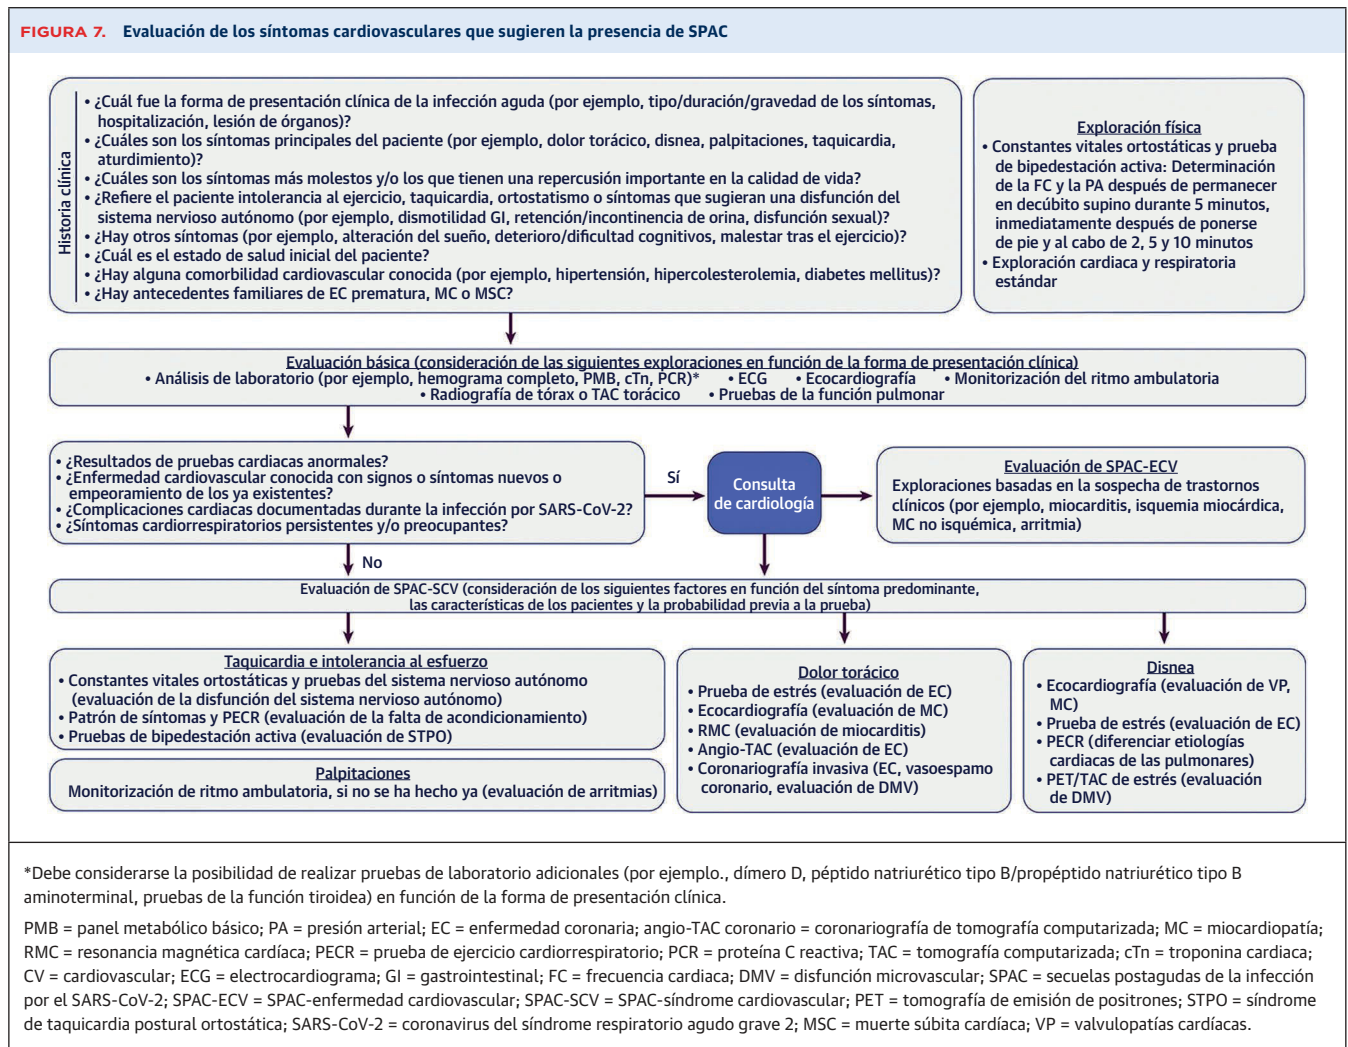 FIGURA 7. Evaluación de los síntomas cardiovasculares que sugieren la presencia de SPAC
Historia clínica
• ¿Cuál fue la forma de presentación clínica de la infección aguda (por ejemplo, tipo/duración/gravedad de los síntomas,
hospitalización, lesión de órganos)?
• ¿Cuáles son los síntomas principales del paciente (por ejemplo, dolor torácico, disnea, palpitaciones, taquicardia,
aturdimiento)?
• ¿Cuáles son los síntomas más molestos y/o los que tienen una repercusión importante en la calidad de vida?
• ¿Refiere el paciente intolerancia al ejercicio, taquicardia, ortostatismo o síntomas que sugieran una disfunción del
sistema nervioso autónomo (por ejemplo, dismotilidad GI, retención/incontinencia de orina, disfunción sexual)?
• ¿Hay otros síntomas (por ejemplo, alteración del sueño, deterioro/dificultad cognitivos, malestar tras el ejercicio)?
• ¿Cuál es el estado de salud inicial del paciente?
• ¿Hay alguna comorbilidad cardiovascular conocida (por ejemplo, hipertensión, hipercolesterolemia, diabetes mellitus)?
• ¿Hay antecedentes familiares de EC prematura, MC o MSC?
Exploración física
• Constantes vitales ortostáticas y prueba
de bipedestación activa: Determinación
de la FC y la PA después de permanecer
en decúbito supino durante 5 minutos,
inmediatamente después de ponerse
de pie y al cabo de 2, 5 y 10 minutos
• Exploración cardiaca y respiratoria
estándar
Evaluación básica (consideración de las siguientes exploraciones en función de la forma de presentación clínica)
• Análisis de laboratorio (por ejemplo, hemograma completo, PMB, cTn, PCR)* • ECG • Ecocardiografía • Monitorización del ritmo ambulatoria
• Radiografía de tórax o TAC torácico • Pruebas de la función pulmonar
• ¿Resultados de pruebas cardiacas anormales?
• ¿Enfermedad cardiovascular conocida con signos o síntomas nuevos o
empeoramiento de los ya existentes?
• ¿Complicaciones cardiacas documentadas durante la infección por SARS-CoV-2?
• ¿Síntomas cardiorrespiratorios persistentes y/o preocupantes?
Sí
Consulta
de cardiología
Evaluación de SPAC-ECV
Exploraciones basadas en la sospecha de trastornos
clínicos (por ejemplo, miocarditis, isquemia miocárdica,
MC no isquémica, arritmia)
No
Evaluación de SPAC-SCV (consideración de los siguientes factores en función del síntoma predominante,
las características de los pacientes y la probabilidad previa a la prueba)
Taquicardia e intolerancia al esfuerzo
• Constantes vitales ortostáticas y pruebas del sistema nervioso autónomo
(evaluación de la disfunción del sistema nervioso autónomo)
• Patrón de síntomas y PECR (evaluación de la falta de acondicionamiento)
• Pruebas de bipedestación activa (evaluación de STPO)
Palpitaciones
Monitorización de ritmo ambulatoria, si no se ha hecho ya (evaluación de arritmias)
Dolor torácico
• Prueba de estrés (evaluación de EC)
• Ecocardiografía (evaluación de MC)
• RMC (evaluación de miocarditis)
• Angio-TAC (evaluación de EC)
• Coronariografía invasiva (EC, vasoespamo
coronario, evaluación de DMV)
Disnea
• Ecocardiografía (evaluación de VP,
MC)
• Prueba de estrés (evaluación de EC)
• PECR (diferenciar etiologías
cardiacas de las pulmonares)
• PET/TAC de estrés (evaluación
de DMV)
*Debe considerarse la posibilidad de realizar pruebas de laboratorio adicionales (por ejemplo., dímero D, péptido natriurético tipo B/propéptido natriurético tipo B
aminoterminal, pruebas de la función tiroidea) en función de la forma de presentación clínica.
PMB = panel metabólico básico; PA = presión arterial; EC = enfermedad coronaria; angio-TAC coronario = coronariografía de tomografía computarizada; MC = miocardiopatía;
RMC = resonancia magnética cardíaca; PECR = prueba de ejercicio cardiorrespiratorio; PCR = proteína C reactiva; TAC = tomografía computarizada; cTn = troponina cardiaca;
CV = cardiovascular; ECG = electrocardiograma; GI = gastrointestinal; FC = frecuencia cardiaca; DMV = disfunción microvascular; SPAC = secuelas postagudas de la infección
por el SARS-CoV-2; SPAC-ECV = SPAC-enfermedad cardiovascular; SPAC-SCV = SPAC-síndrome cardiovascular; PET = tomografía de emisión de positrones; STPO = síndrome
de taquicardia postural ortostática; SARS-CoV-2 = coronavirus del síndrome respiratorio agudo grave 2; MSC = muerte súbita cardíaca; VP = valvulopatías cardíacas.